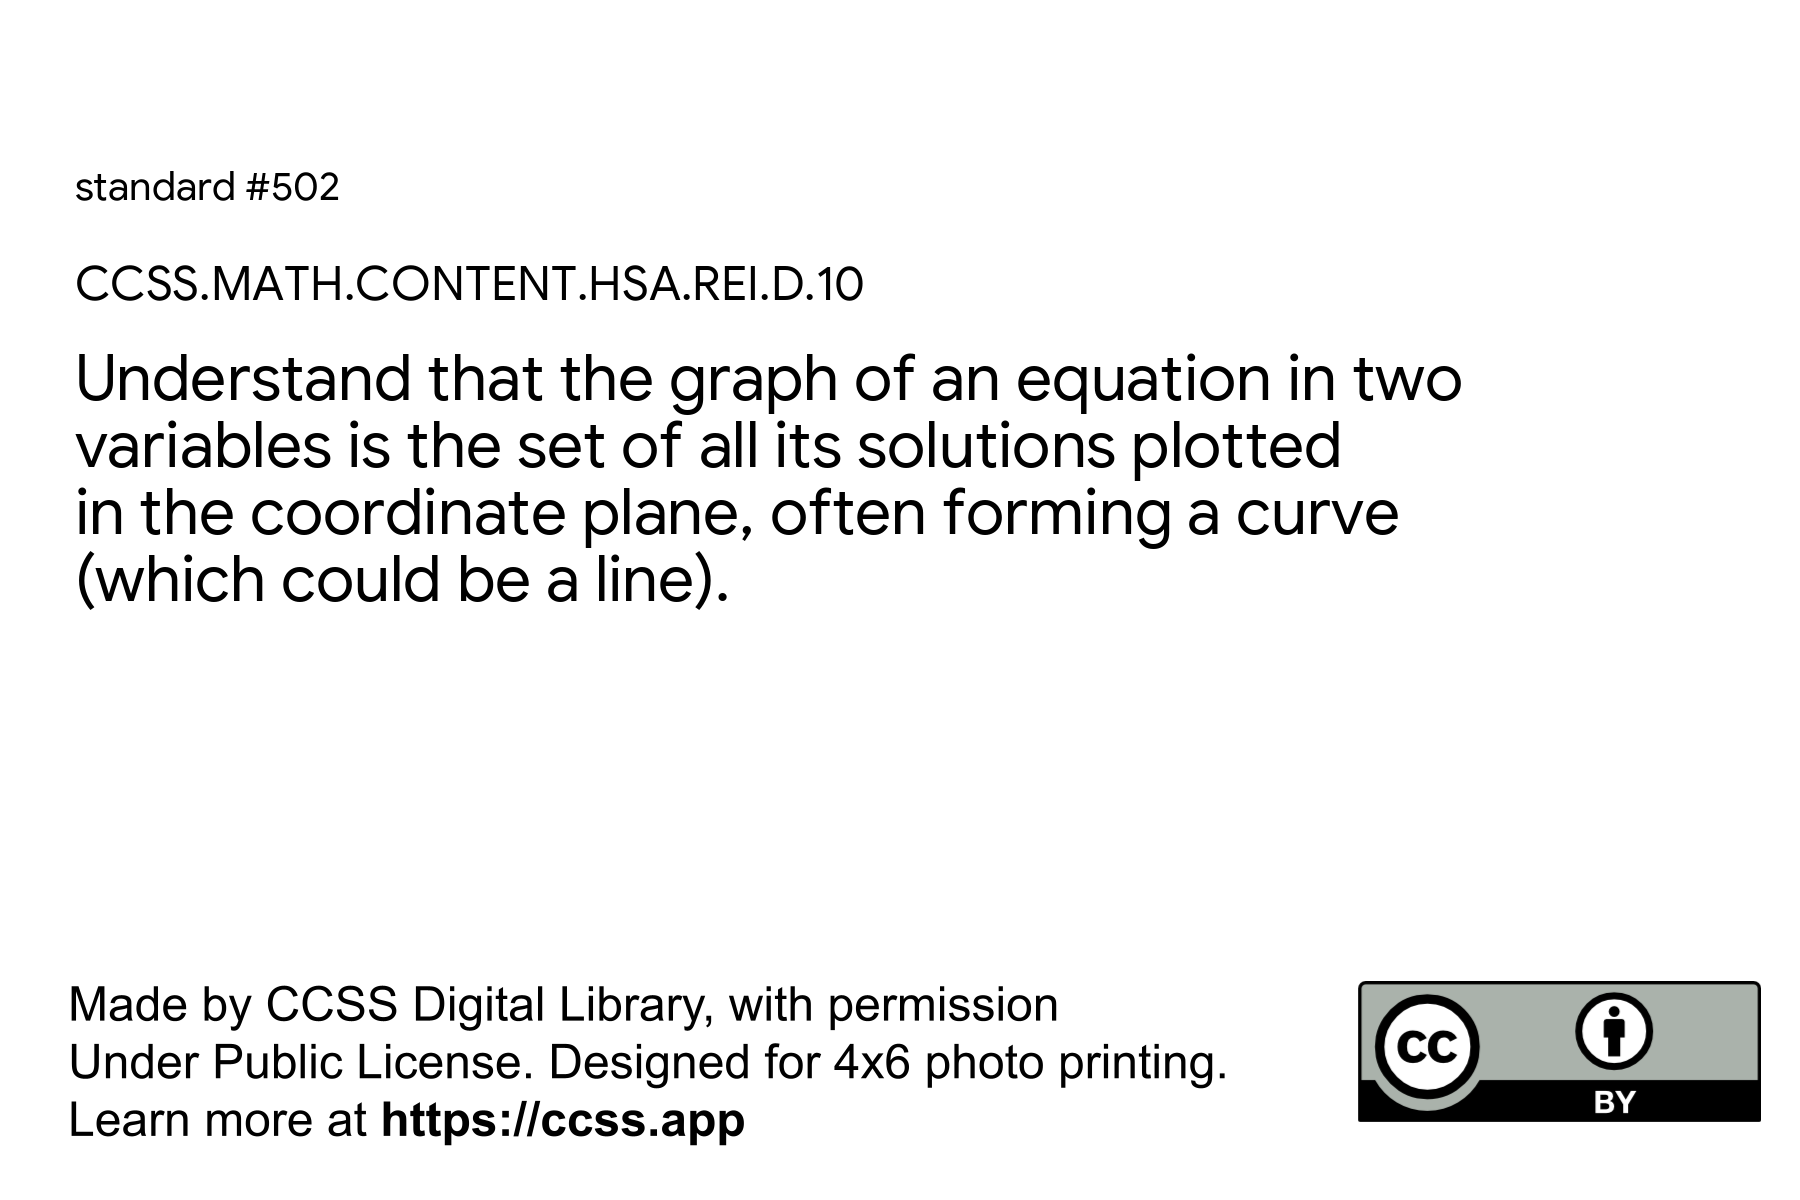 standard #502
CCSS.MATH.CONTENT.HSA.REI.D.10
Understand that the graph of an equation in two
variables is the set of all its solutions plotted
in the coordinate plane, often forming a curve
(which could be a line).
Made by CCSS Digital Library, with permission
Under Public License. Designed for 4x6 photo printing.
Learn more at https://ccss.app
cc
BY